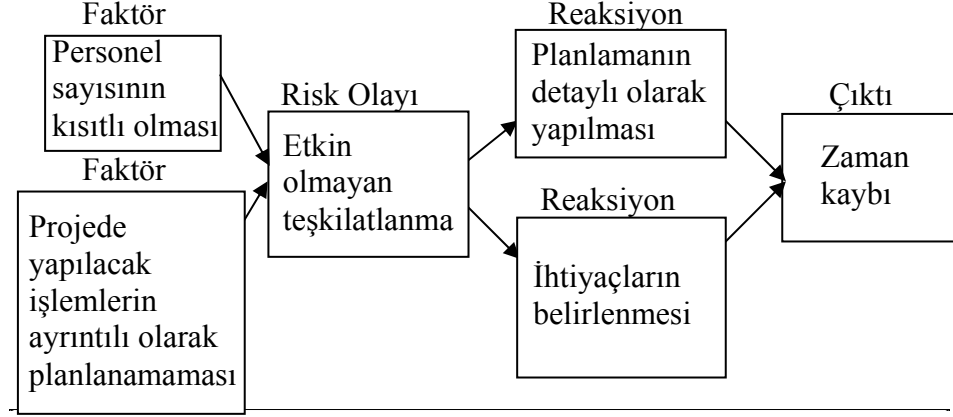 Faktör
Personel
sayısının
kısıtlı olması
Faktör
Projede
yapılacak
işlemlerin
ayrıntılı olarak
planlanamaması
Risk Olayı
Etkin
olmayan
teşkilatlanma
Reaksiyon
Planlamanın
detaylı olarak
yapılması
Reaksiyon
İhtiyaçların
belirlenmesi
Çıktı
Zaman
kaybı